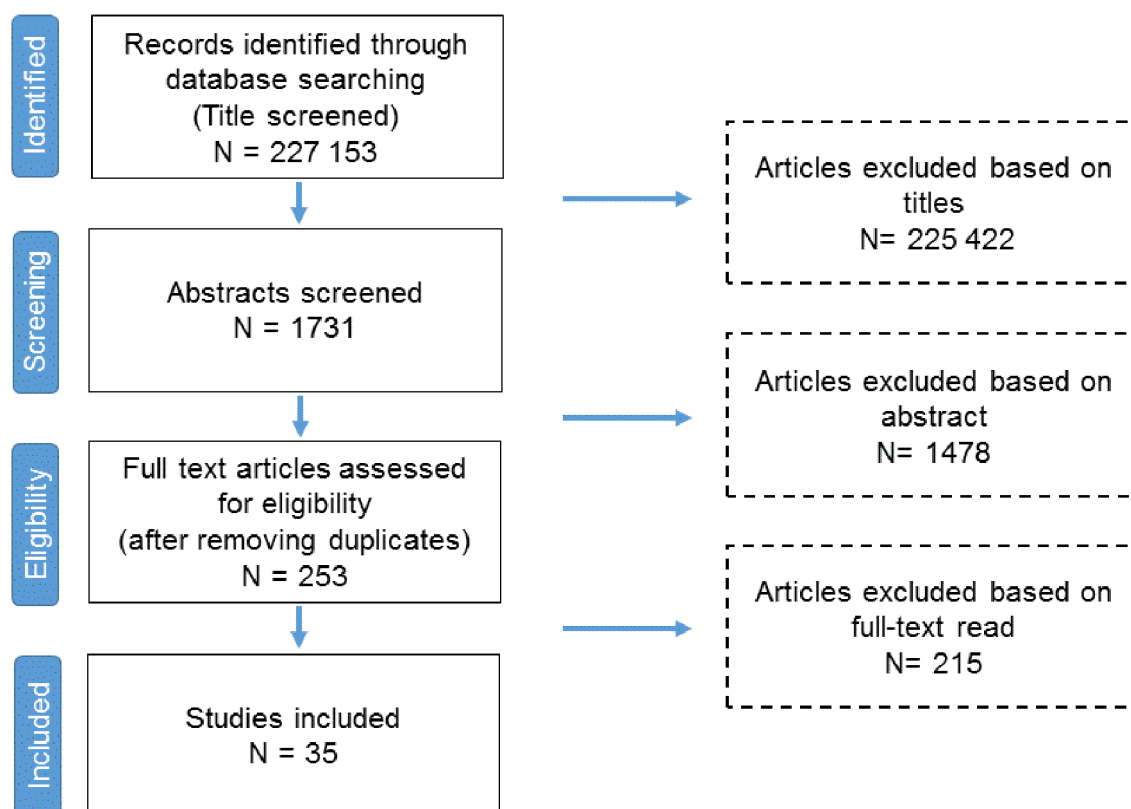 Identified
Records identified through
database searching
(Title screened)
N = 227 153
Articles excluded based on
titles
N= 225 422
Screening
Abstracts screened
N = 1731
Articles excluded based on
abstract
N= 1478
Eligibility
Full text articles assessed
for eligibility
(after removing duplicates)
N = 253
Articles excluded based on
full-text read
N= 215
Included
Studies included
N = 35